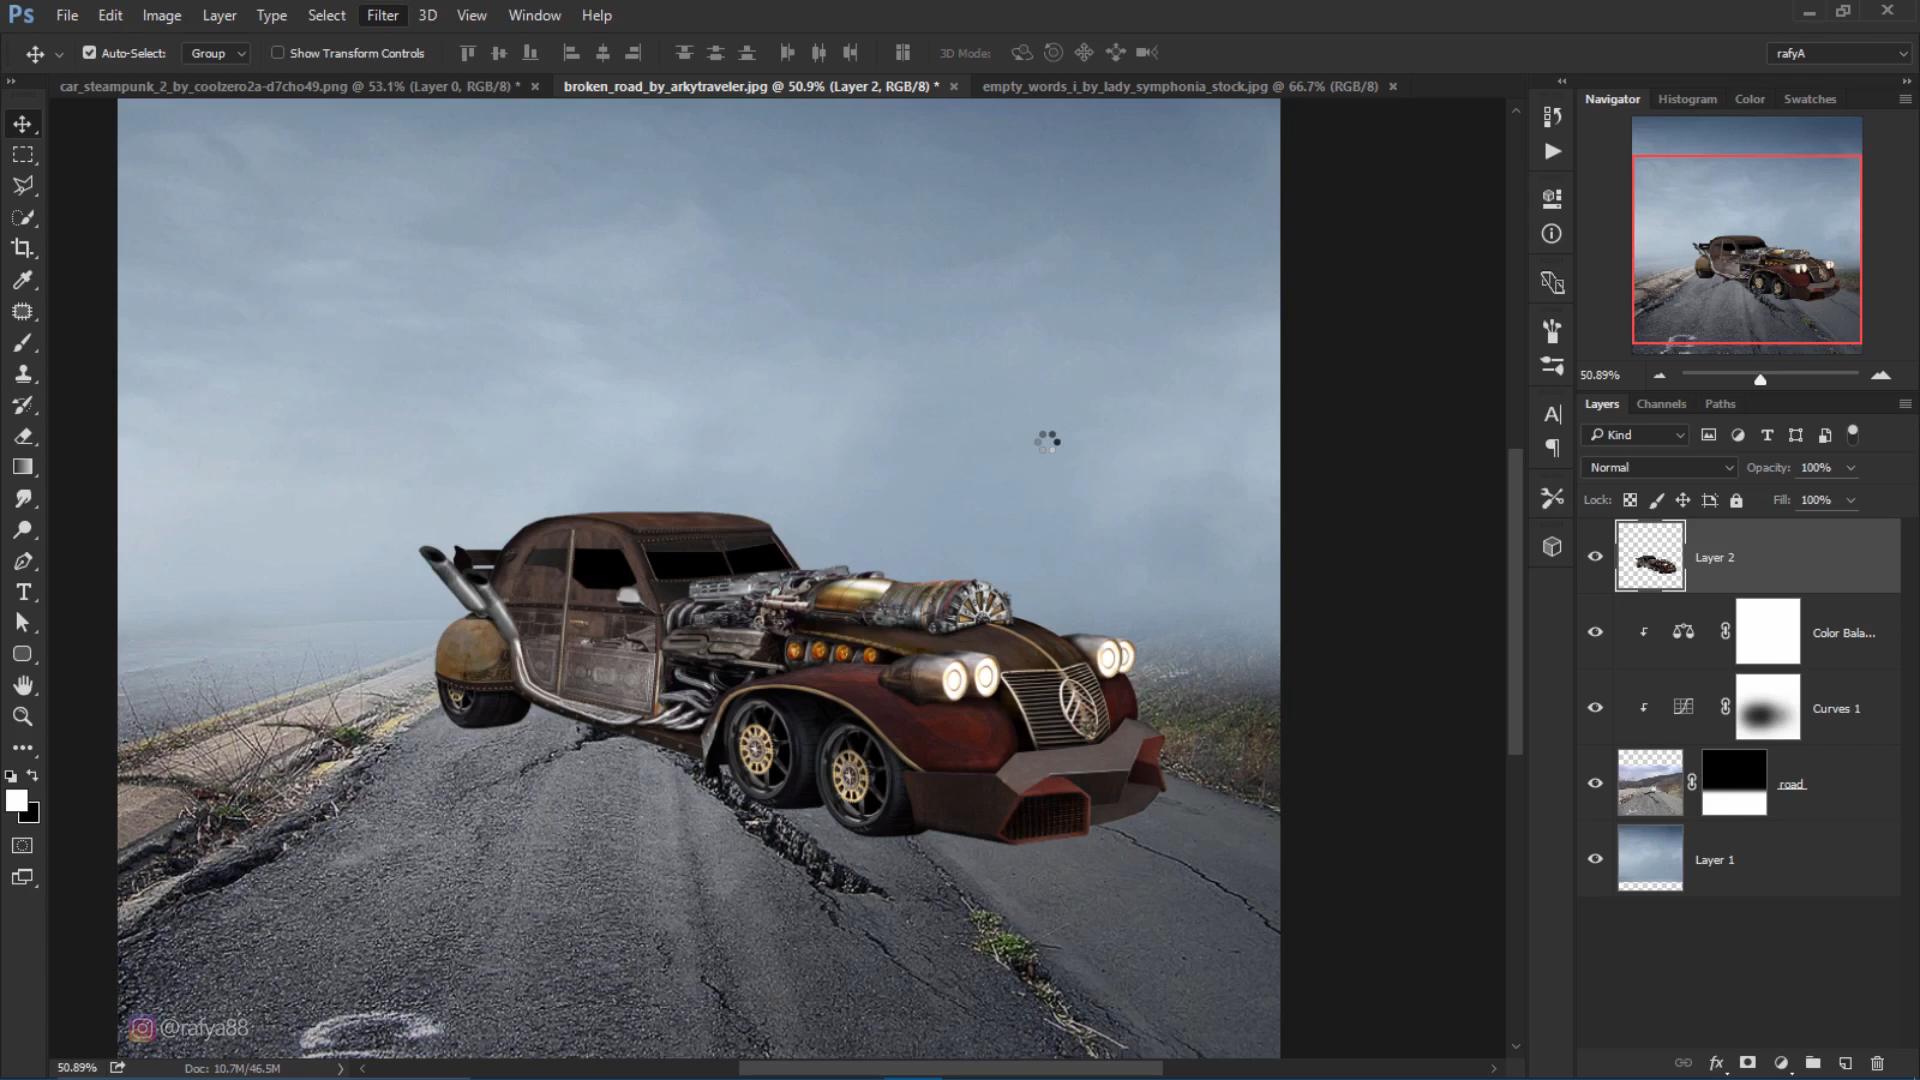 Ps File Edit Image Layer Type Select Filter 3D View Window Help
Auto-Select: Group Show Transform Controls 3D Mode: rafyA
car_steampunk_2_by_coolzero2a-d7cho49.png @ 53.1% (Layer 0, RGB/8) * × broken_road_by_arkytraveler.jpg @ 50.9% (Layer 2, RGB/8) * × empty_words_i_by_lady_symphonia_stock.jpg @ 66.7% (RGB/8) ×
Navigator Histogram Color Swatches
50.89%
Layers Channels Paths
Kind
Normal Opacity: 100%
Lock: Fill: 100%
Layer 2
Color Bala...
Curves 1
road
Layer 1
@rafya88
50.89% Doc: 10.7M/46.5M
fx